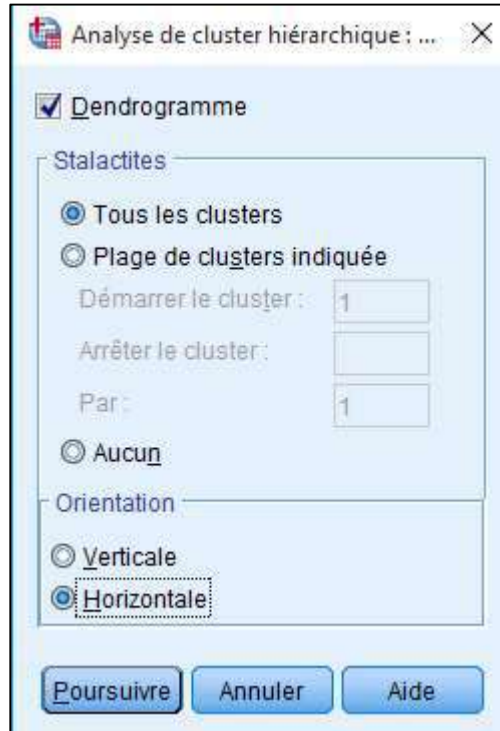 Analyse de cluster hiérarchique : ...
Dendrogramme
Stalactites
Tous les clusters
Plage de clusters indiquée
Démarrer le cluster : 1
Arrêter le cluster :
Par : 1
Aucun
Orientation
Verticale
Horizontale
Poursuivre Annuler Aide